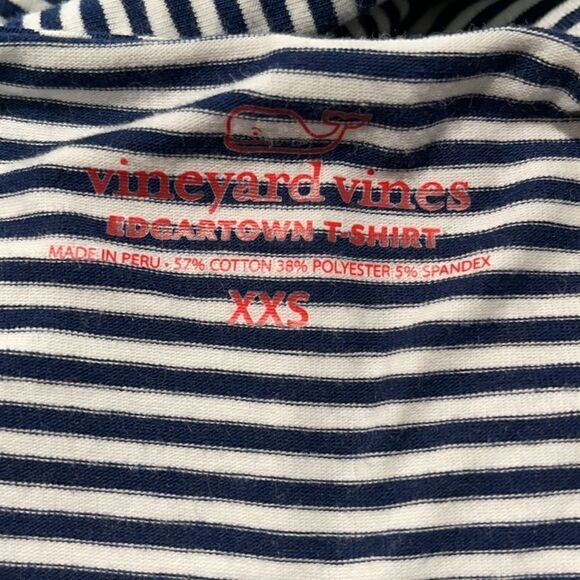 vineyard vines
EDGARTOWN T-SHIRT
MADE IN PERU • 57% COTTON 38% POLYESTER 5% SPANDEX
XXS